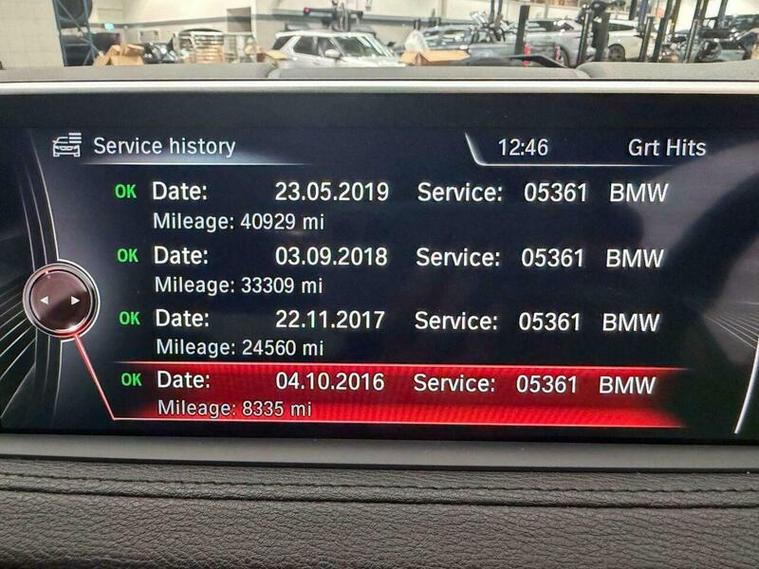 Service history 12:46 Grt Hits
OK Date: 23.05.2019 Service: 05361 BMW
Mileage: 40929 mi
OK Date: 03.09.2018 Service: 05361 BMW
Mileage: 33309 mi
OK Date: 22.11.2017 Service: 05361 BMW
Mileage: 24560 mi
OK Date: 04.10.2016 Service: 05361 BMW
Mileage: 8335 mi